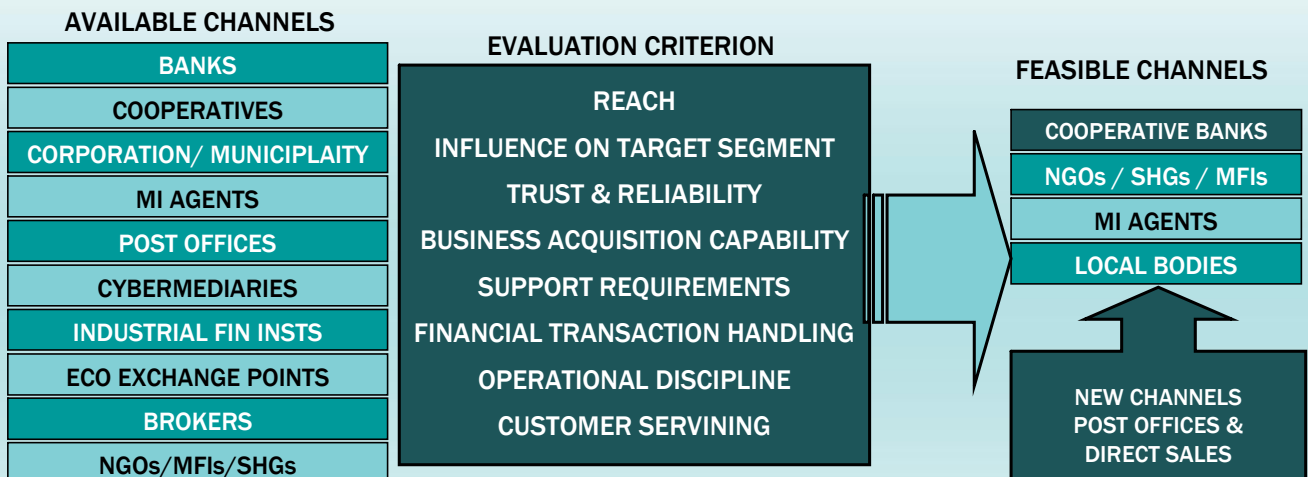 AVAILABLE CHANNELS
BANKS
COOPERATIVES
CORPORATION/ MUNICIPLAITY
MI AGENTS
POST OFFICES
CYBERMEDIARIES
INDUSTRIAL FIN INSTS
ECO EXCHANGE POINTS
BROKERS
NGOs/MFIs/SHGs
EVALUATION CRITERION
REACH
INFLUENCE ON TARGET SEGMENT
TRUST & RELIABILITY
BUSINESS ACQUISITION CAPABILITY
SUPPORT REQUIREMENTS
FINANCIAL TRANSACTION HANDLING
OPERATIONAL DISCIPLINE
CUSTOMER SERVINING
FEASIBLE CHANNELS
COOPERATIVE BANKS
NGOs / SHGs / MFIs
MI AGENTS
LOCAL BODIES
NEW CHANNELS
POST OFFICES &
DIRECT SALES